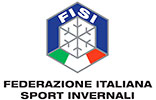 FISI
FEDERAZIONE ITALIANA
SPORT INVERNALI